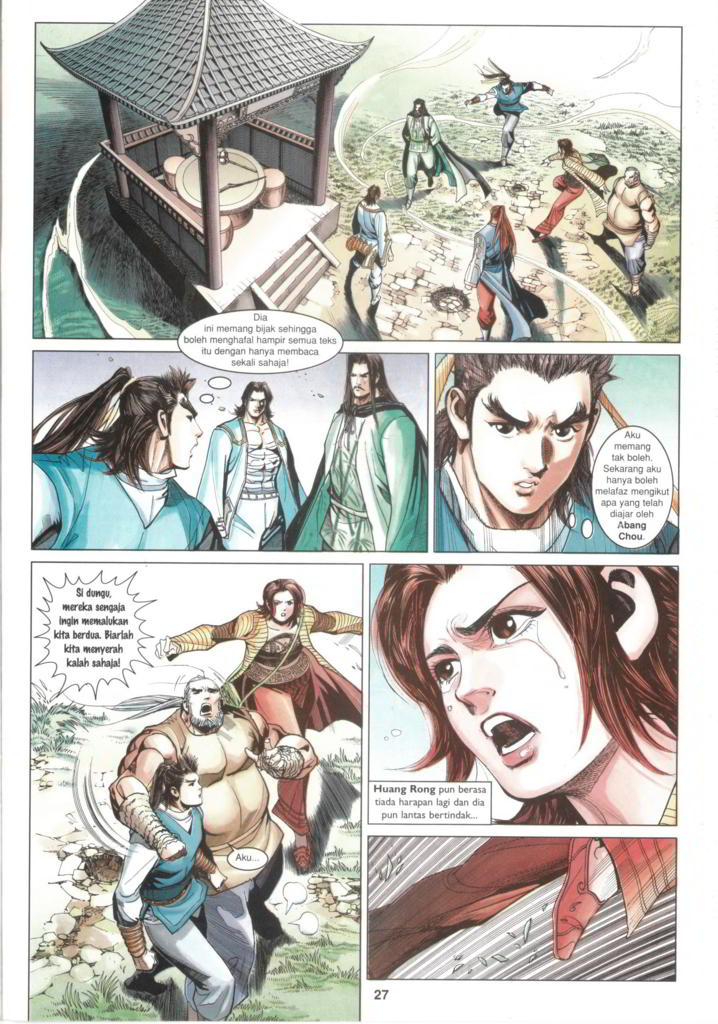 Dia
ini memang bijak sehingga
boleh menghafal hampir semua teks
itu dengan hanya membaca
sekali sahaja!
Aku
memang
tak boleh.
Sekarang aku
hanya boleh
melafaz mengikut
apa yang telah
diajar oleh
Abang
Chou.
Si dungu,
mereka sengaja
ingin memalukan
kita berdua. Biarlah
kita menyerah
kalah sahaja!
Aku...
Huang Rong pun berasa
tiada harapan lagi dan dia
pun lantas bertindak...
27